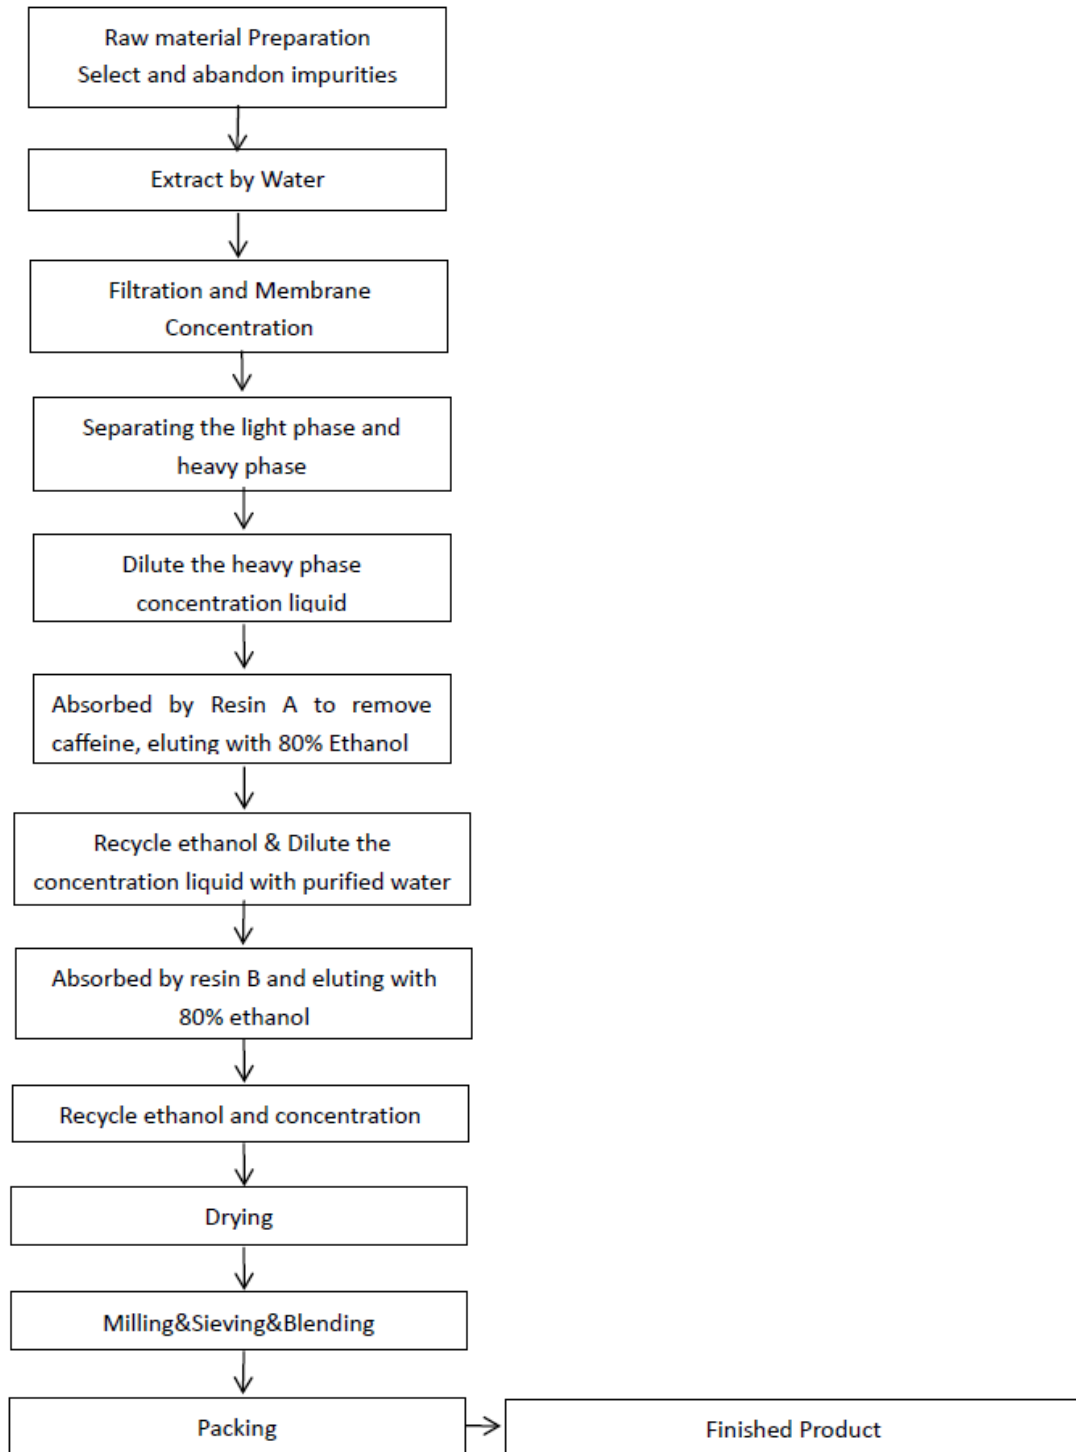 Raw material Preparation
Select and abandon impurities
Extract by Water
Filtration and Membrane
Concentration
Separating the light phase and
heavy phase
Dilute the heavy phase
concentration liquid
Absorbed by Resin A to remove
caffeine, eluting with 80% Ethanol
Recycle ethanol & Dilute the
concentration liquid with purified water
Absorbed by resin B and eluting with
80% ethanol
Recycle ethanol and concentration
Drying
Milling&Sieving&Blending
Packing
Finished Product